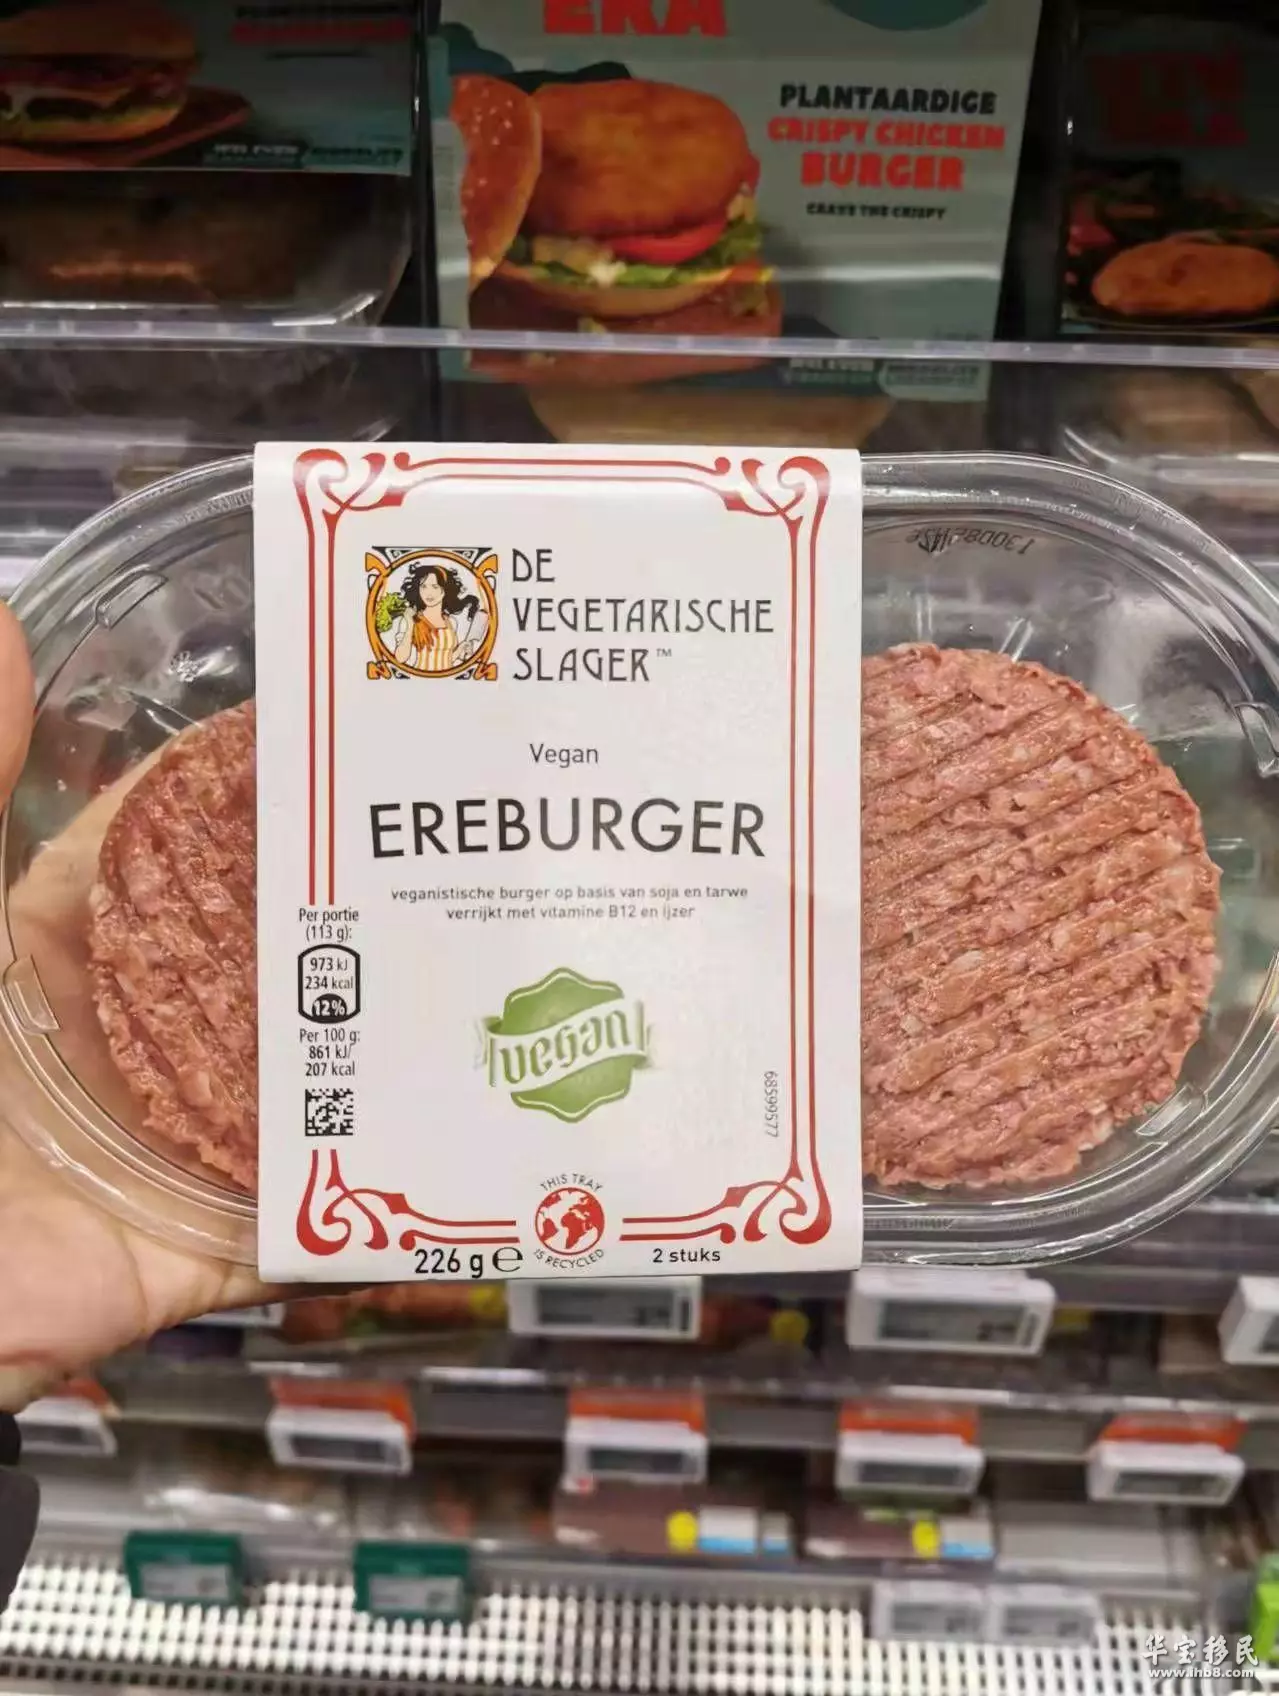 ERA
PLANTAARDIGE
CRISPY CHICKEN
BURGER
CRAVE THE CRISPY
DE
VEGETARISCHE
SLAGER™
Vegan
EREBURGER
veganistische burger op basis van soja en tarwe
verrijkt met vitamine B12 en ijzer
Per portie
(113 g):
973 kJ
234 kcal
12%
Per 100 g:
861 kJ/
207 kcal
vegan
68599577
THIS TRAY
IS RECYCLED
226 g ℮
2 stuks
华宝移民
www.ihb8.com